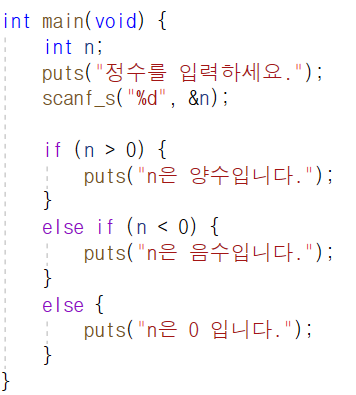 int main(void) {
    int n;
    puts("정수를 입력하세요.");
    scanf_s("%d", &n);

    if (n > 0) {
        puts("n은 양수입니다.");
    }
    else if (n < 0) {
        puts("n은 음수입니다.");
    }
    else {
        puts("n은 0 입니다.");
    }
}